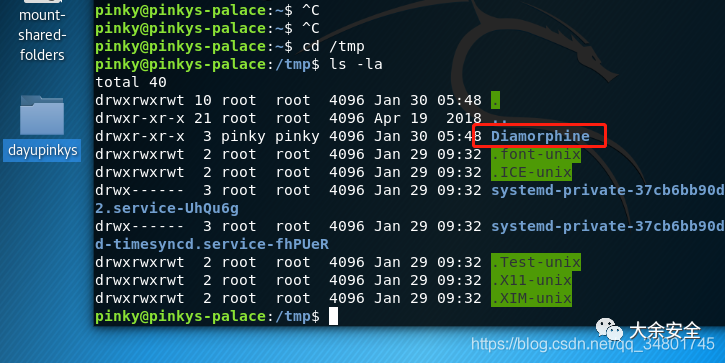 mount-
shared-
folders
dayupinkys
pinky@pinkys-palace:~$ ^C
pinky@pinkys-palace:~$ ^C
pinky@pinkys-palace:~$ cd /tmp
pinky@pinkys-palace:/tmp$ ls -la
total 40
drwxrwxrwt 10 root  root  4096 Jan 30 05:48 .
drwxr-xr-x 21 root  root  4096 Apr 19  2018 ..
drwxr-xr-x  3 pinky pinky 4096 Jan 30 05:48 Diamorphine
drwxrwxrwt  2 root  root  4096 Jan 29 09:32 .font-unix
drwxrwxrwt  2 root  root  4096 Jan 29 09:32 .ICE-unix
drwx------  3 root  root  4096 Jan 29 09:32 systemd-private-37cb6bb90d
2.service-UhQu6g
drwx------  3 root  root  4096 Jan 29 09:32 systemd-private-37cb6bb90d
d-timesyncd.service-fhPUeR
drwxrwxrwt  2 root  root  4096 Jan 29 09:32 .Test-unix
drwxrwxrwt  2 root  root  4096 Jan 29 09:32 .X11-unix
drwxrwxrwt  2 root  root  4096 Jan 29 09:32 .XIM-unix
pinky@pinkys-palace:/tmp$
大余安全
https://blog.csdn.net/qq_34801745